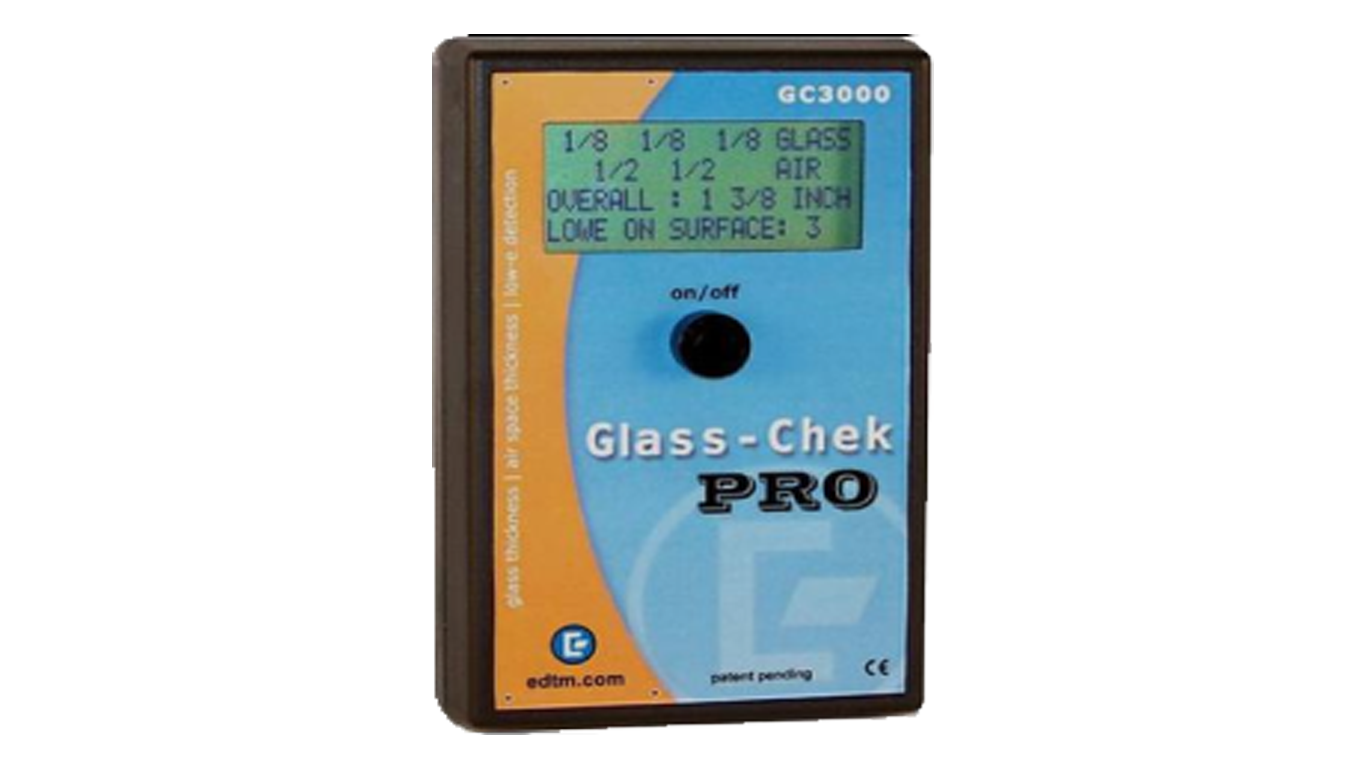 GC3000
1/8 1/8 1/8 GLASS
1/2 1/2 AIR
OVERALL : 1 3/8 INCH
LOWE ON SURFACE: 3
on/off
Glass-Chek
PRO
glass thickness | air space thickness | low-e detection
edtm.com
patent pending
CE